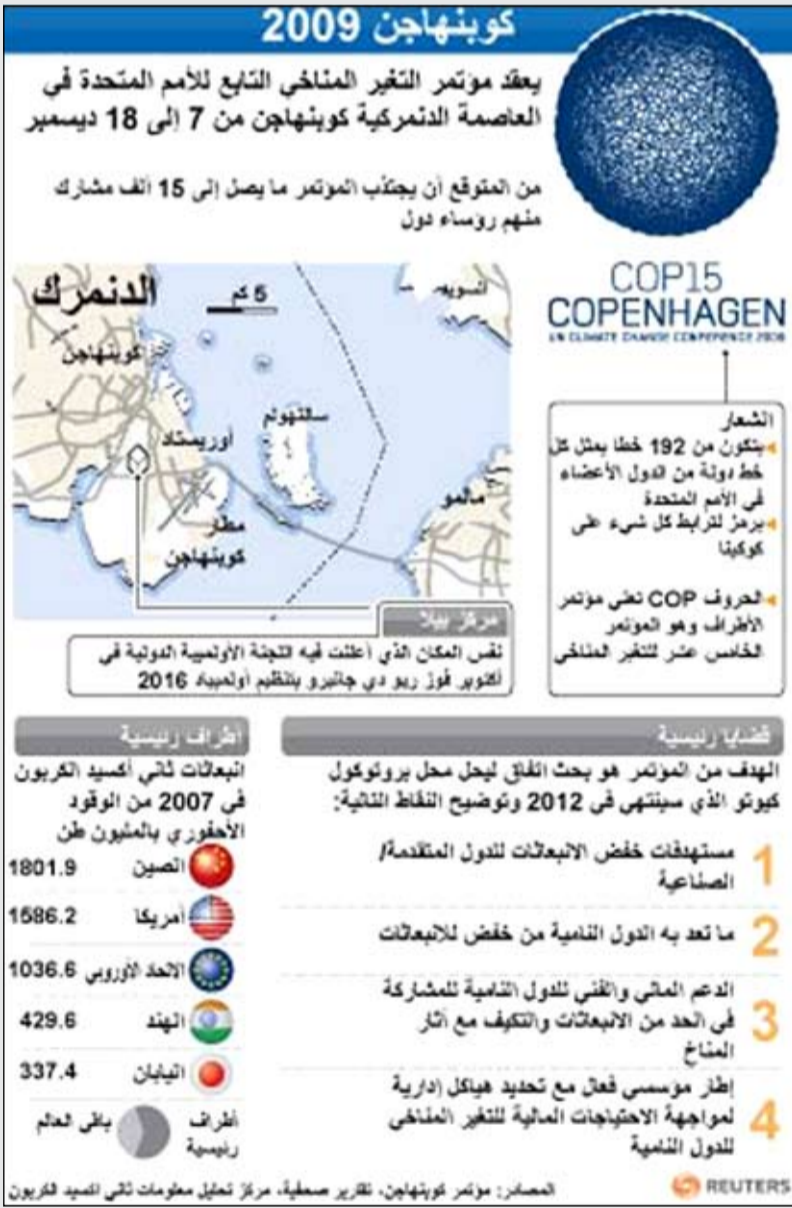 كوبنهاجن 2009
يعقد مؤتمر التغير المناخي التابع للأمم المتحدة في
العاصمة الدنمركية كوبنهاجن من 7 إلى 18 ديسمبر
من المتوقع أن يجتذب المؤتمر ما يصل إلى 15 ألف مشارك
منهم رؤساء دول
COP15
COPENHAGEN
UN CLIMATE CHANGE CONFERENCE 2009
الشعار
يتكون من 192 خطا يمثل كل
خط دولة من الدول الأعضاء
في الأمم المتحدة
يرمز لترابط كل شيء على
كوكبنا
الحروف COP تعني مؤتمر
الأطراف وهو المؤتمر
الخامس عشر للتغير المناخي
الدنمرك
5 كم
السويد
كوبنهاجن
سالتهولم
أوريستاد
مالمو
مطار
كوبنهاجن
مركز بيلا
نفس المكان الذي أعلنت فيه اللجنة الأولمبية الدولية في
أكتوبر فوز ريو دي جانيرو بتنظيم أولمبياد 2016
قضايا رئيسية
الهدف من المؤتمر هو بحث اتفاق ليحل محل بروتوكول
كيوتو الذي سينتهي في 2012 وتوضيح النقاط التالية:
1 مستهدفات خفض الانبعاثات للدول المتقدمة/
الصناعية
2 ما تعد به الدول النامية من خفض للانبعاثات
الدعم المالي والفني للدول النامية للمشاركة
3 في الحد من الانبعاثات والتكيف مع آثار
المناخ
إطار موسسي فعال مع تحديد هياكل إدارية
4 لمواجهة الاحتياجات المالية للتغير المناخي
للدول النامية
أطراف رئيسية
انبعاثات ثاني أكسيد الكربون
في 2007 من الوقود
الأحفوري بالمليون طن
الصين 1801.9
أمريكا 1586.2
الاتحاد الأوروبي 1036.6
الهند 429.6
اليابان 337.4
أطراف
رئيسية
باقي العالم
المصادر: مؤتمر كوبنهاجن، تقارير صحفية، مركز تحليل معلومات ثاني اكسيد الكربون
REUTERS